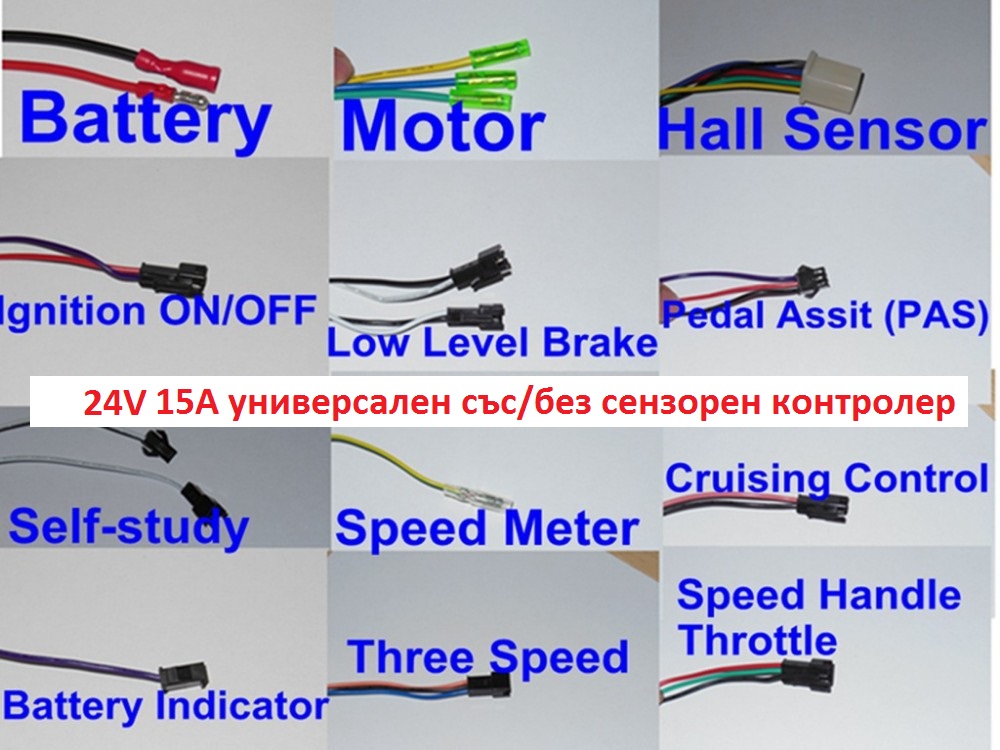 Battery
Motor
Hall Sensor
Ignition ON/OFF
Low Level Brake
Pedal Assit (PAS)
24V 15A универсален със/без сензорен контролер
Self-study
Speed Meter
Cruising Control
Battery Indicator
Three Speed
Speed Handle
Throttle